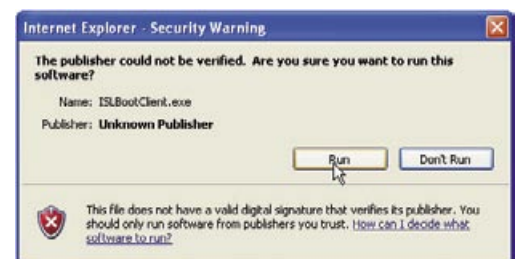 Internet Explorer - Security Warning
The publisher could not be verified. Are you sure you want to run this
software?
Name: ISLBootClient.exe
Publisher: Unknown Publisher
Run Don't Run
This file does not have a valid digital signature that verifies its publisher. You
should only run software from publishers you trust. How can I decide what
software to run?